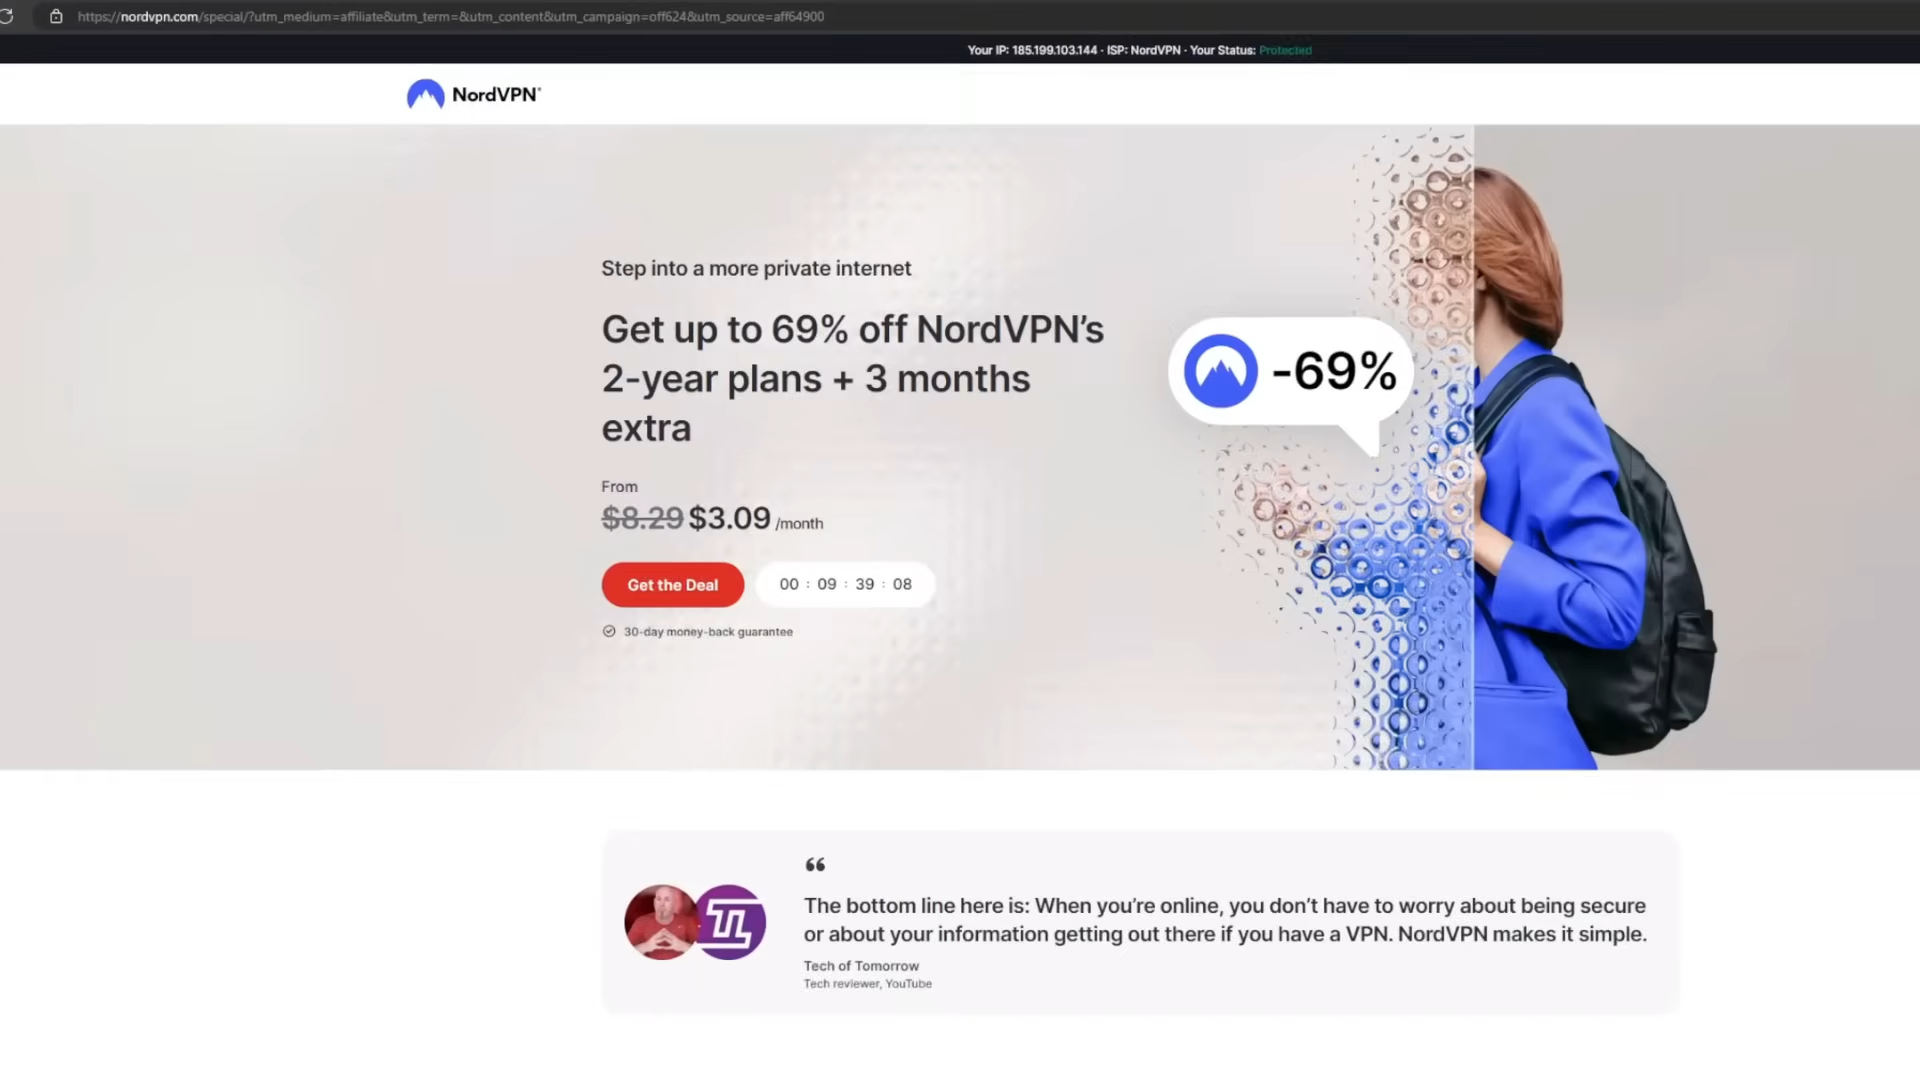 https://nordvpn.com/special/?utm_medium=affiliate&utm_term=&utm_content&utm_campaign=off624&utm_source=aff64900
Your IP: 185.199.103.144 · ISP: NordVPN · Your Status: Protected
NordVPN®
Step into a more private internet
Get up to 69% off NordVPN’s
2-year plans + 3 months
extra
-69%
From
$8.29 $3.09 /month
Get the Deal
00 : 09 : 39 : 08
30-day money-back guarantee
“
The bottom line here is: When you’re online, you don’t have to worry about being secure
or about your information getting out there if you have a VPN. NordVPN makes it simple.
Tech of Tomorrow
Tech reviewer, YouTube